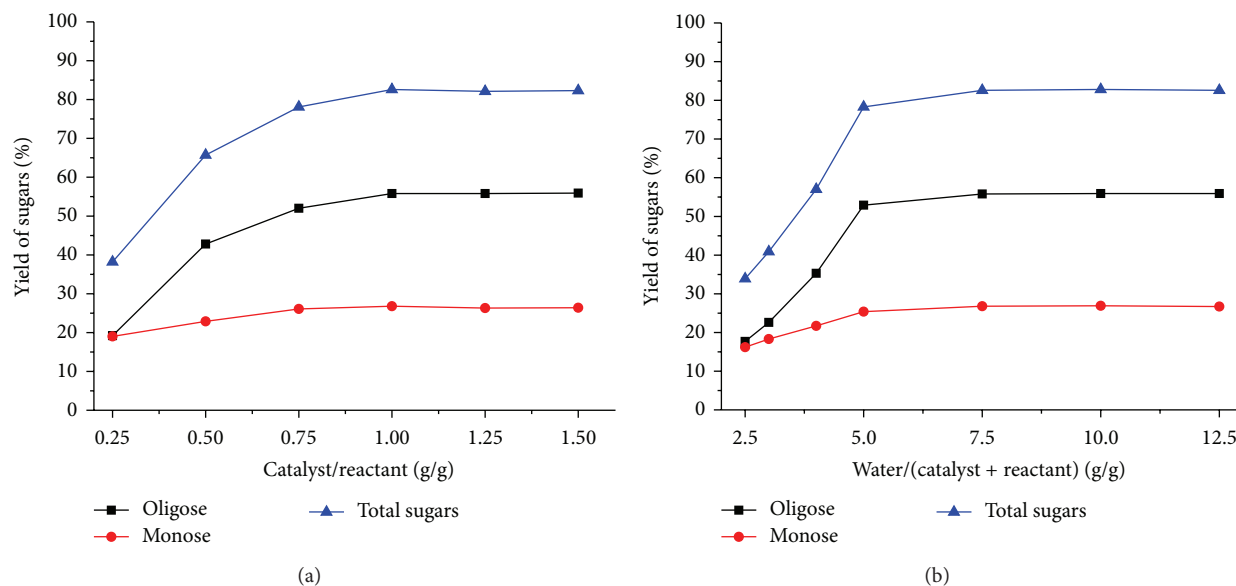 100
90
80
70
60
50
40
30
20
10
0
Yield of sugars (%)
0.25 0.50 0.75 1.00 1.25 1.50
Catalyst/reactant (g/g)
Oligose
Monose
Total sugars
(a)
100
90
80
70
60
50
40
30
20
10
0
Yield of sugars (%)
2.5 5.0 7.5 10.0 12.5
Water/(catalyst + reactant) (g/g)
Oligose
Monose
Total sugars
(b)